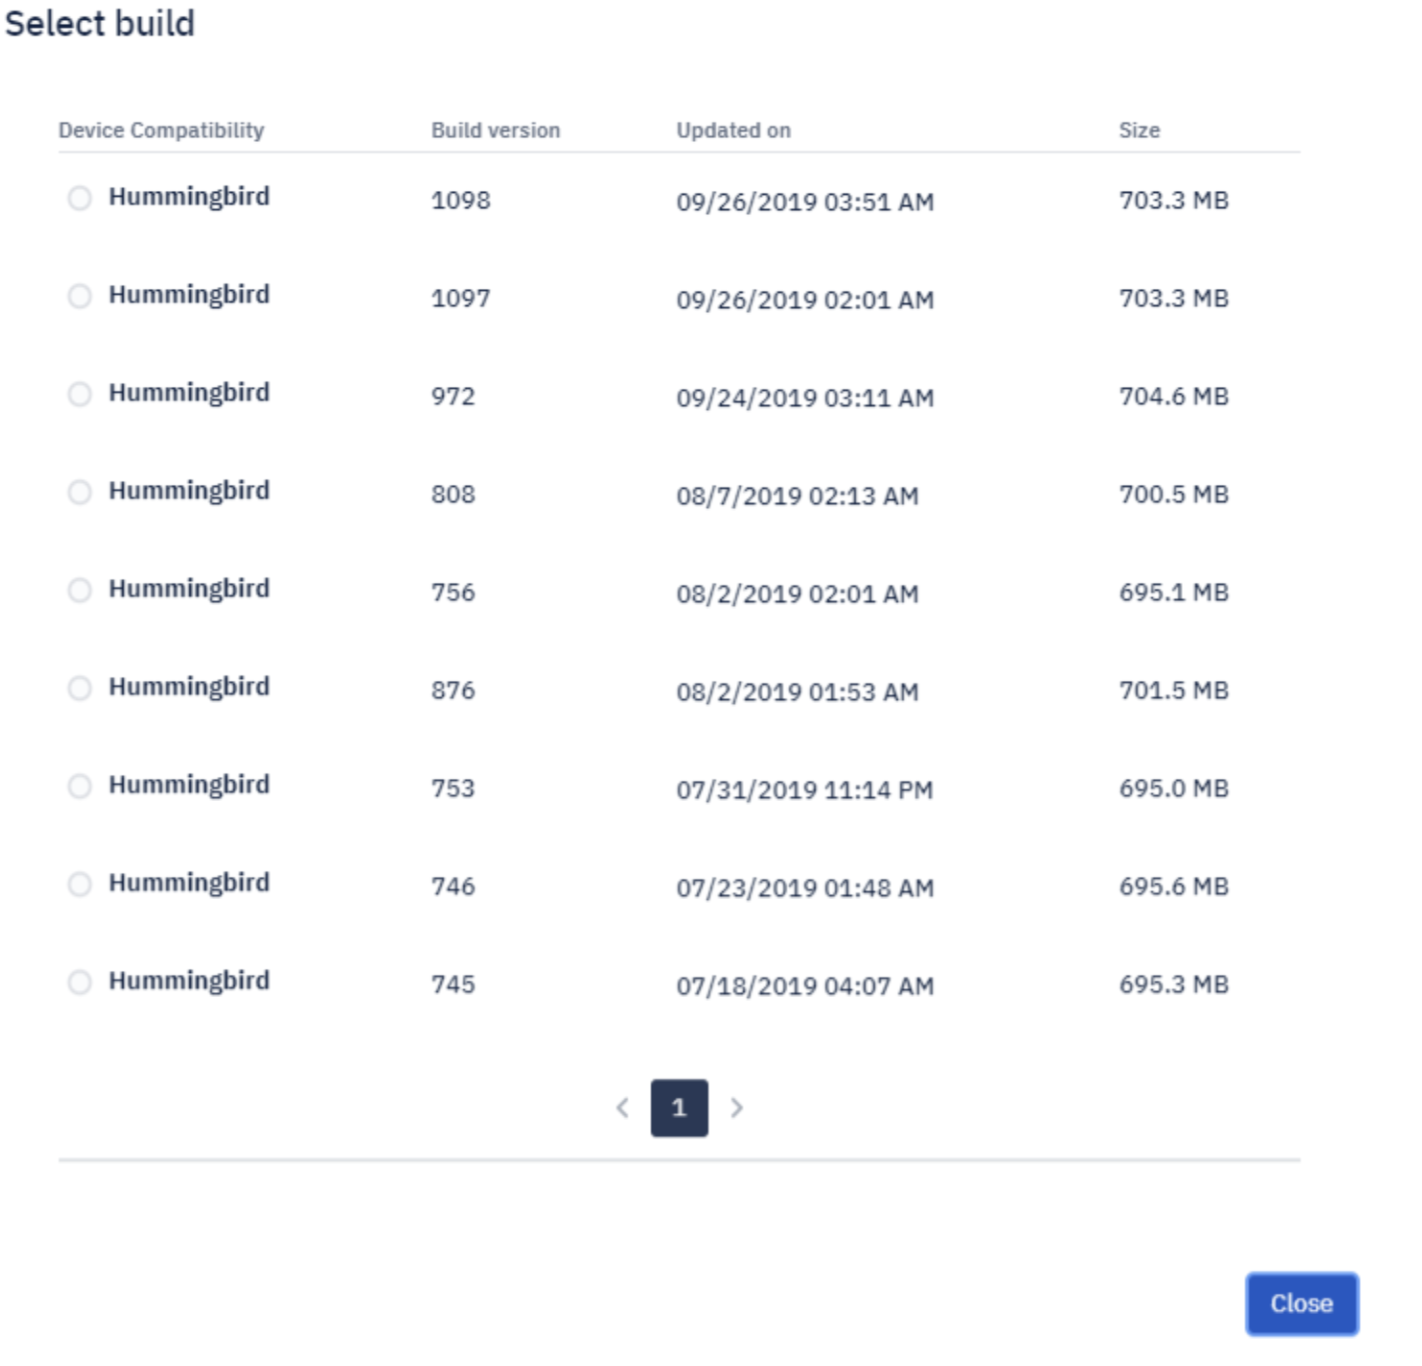 Select build
Device Compatibility Build version Updated on Size
Hummingbird 1098 09/26/2019 03:51 AM 703.3 MB
Hummingbird 1097 09/26/2019 02:01 AM 703.3 MB
Hummingbird 972 09/24/2019 03:11 AM 704.6 MB
Hummingbird 808 08/7/2019 02:13 AM 700.5 MB
Hummingbird 756 08/2/2019 02:01 AM 695.1 MB
Hummingbird 876 08/2/2019 01:53 AM 701.5 MB
Hummingbird 753 07/31/2019 11:14 PM 695.0 MB
Hummingbird 746 07/23/2019 01:48 AM 695.6 MB
Hummingbird 745 07/18/2019 04:07 AM 695.3 MB
< 1 >
Close